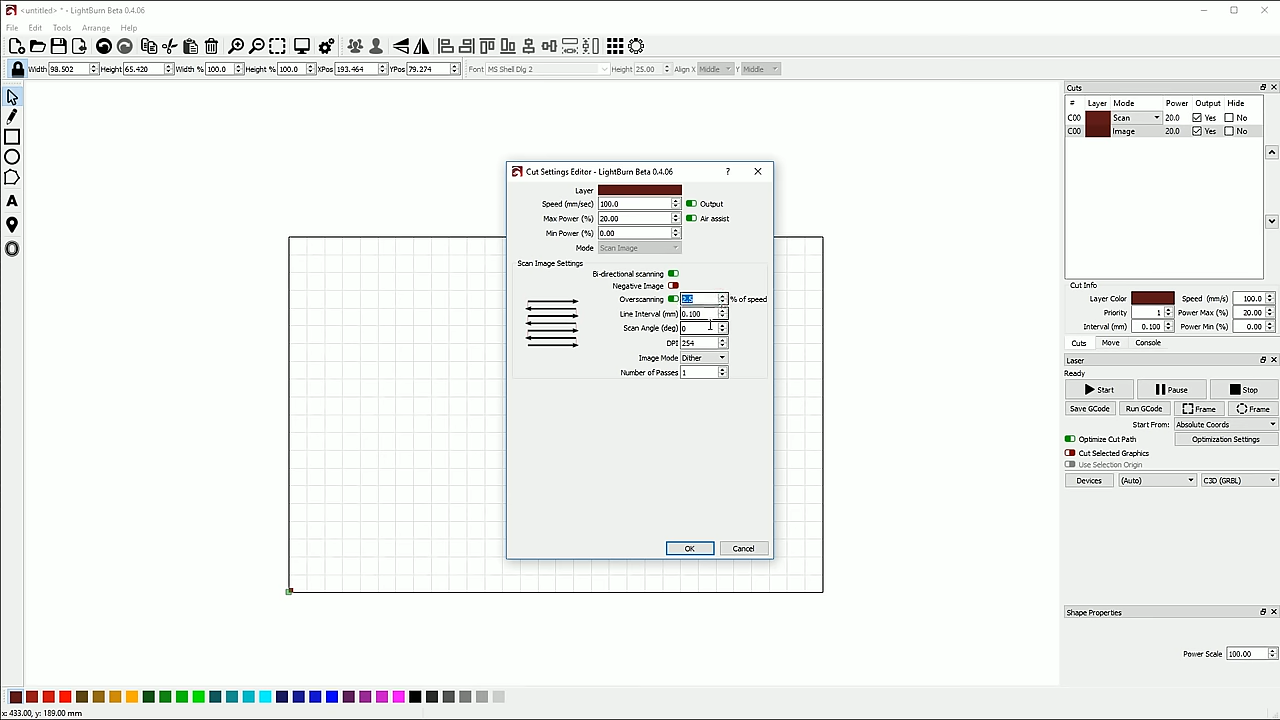 <untitled> * - LightBurn Beta 0.4.06
File Edit Tools Arrange Help
Width 98.502 Height 65.420 Width % 100.0 Height % 100.0 XPos 193.464 YPos 79.274 Font MS Shell Dlg 2 Height 25.00 Align X Middle Y Middle
Cuts
# Layer Mode Power Output Hide
C00 Scan 20.0 Yes No
C00 Image 20.0 Yes No
Cut Settings Editor - LightBurn Beta 0.4.06 ?
Layer
Speed (mm/sec) 100.0 Output
Max Power (%) 20.00 Air assist
Min Power (%) 0.00
Mode Scan Image
Scan Image Settings
Bi-directional scanning
Negative Image
Overscanning 2.5 % of speed
Line Interval (mm) 0.100
Scan Angle (deg) 0
DPI 254
Image Mode Dither
Number of Passes 1
OK Cancel
Cut Info
Layer Color Speed (mm/s) 100.0
Priority 1 Power Max (%) 20.00
Interval (mm) 0.100 Power Min (%) 0.00
Cuts Move Console
Laser
Ready
Start Pause Stop
Save GCode Run GCode Frame Frame
Start From: Absolute Coords
Optimize Cut Path Optimization Settings
Cut Selected Graphics
Use Selection Origin
Devices (Auto) C3D (GRBL)
Shape Properties
Power Scale 100.00
x: 433.00, y: 189.00 mm